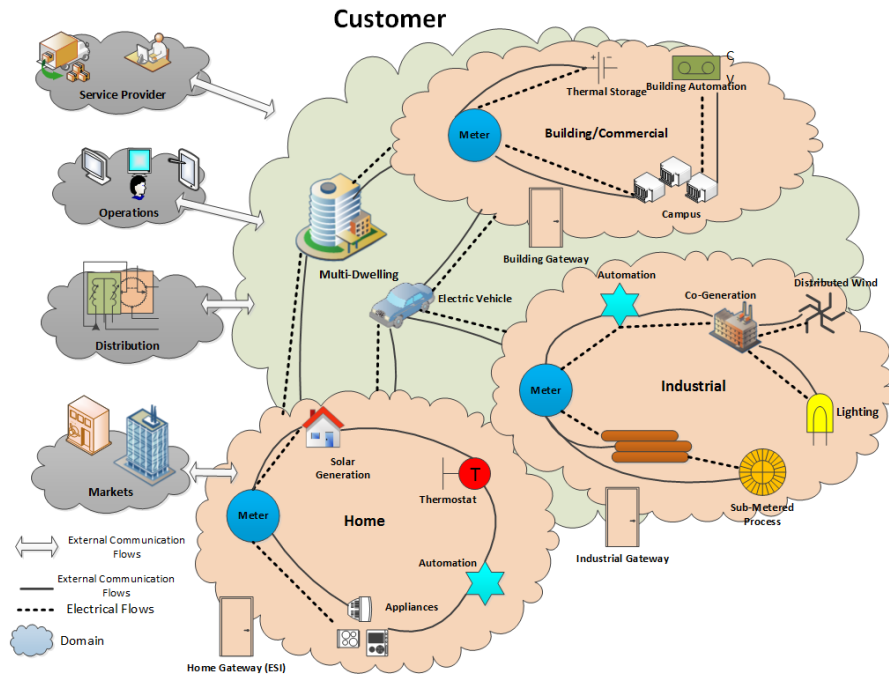 Customer
Service Provider
Operations
Distribution
Markets
External Communication
Flows
External Communication
Flows
Electrical Flows
Domain
Meter
+ -
Thermal Storage
C
V
Building Automation
Building/Commercial
Campus
Building Gateway
Multi-Dwelling
Electric Vehicle
Automation
Co-Generation
Distributed Wind
Meter
Industrial
Lighting
Sub-Metered
Process
Industrial Gateway
Solar
Generation
T
Thermostat
Meter
Home
Automation
Appliances
Home Gateway (ESI)